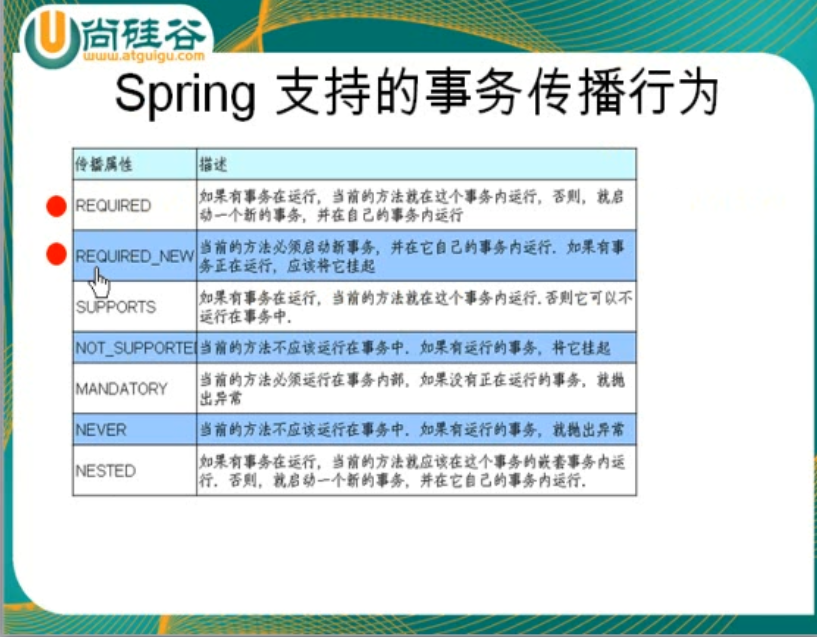 尚硅谷
www.atguigu.com
Spring 支持的事务传播行为
传播属性 描述
REQUIRED 如果有事务在运行，当前的方法就在这个事务内运行，否则，就启
动一个新的事务，并在自己的事务内运行
REQUIRED_NEW 当前的方法必须启动新事务，并在它自己的事务内运行. 如果有事
务正在运行，应该将它挂起
SUPPORTS 如果有事务在运行，当前的方法就在这个事务内运行. 否则它可以不
运行在事务中.
NOT_SUPPORTE 当前的方法不应该运行在事务中. 如果有运行的事务，将它挂起
MANDATORY 当前的方法必须运行在事务内部，如果没有正在运行的事务，就抛
出异常
NEVER 当前的方法不应该运行在事务中. 如果有运行的事务，就抛出异常
NESTED 如果有事务在运行，当前的方法就应该在这个事务的嵌套事务内运
行. 否则，就启动一个新的事务，并在它自己的事务内运行.